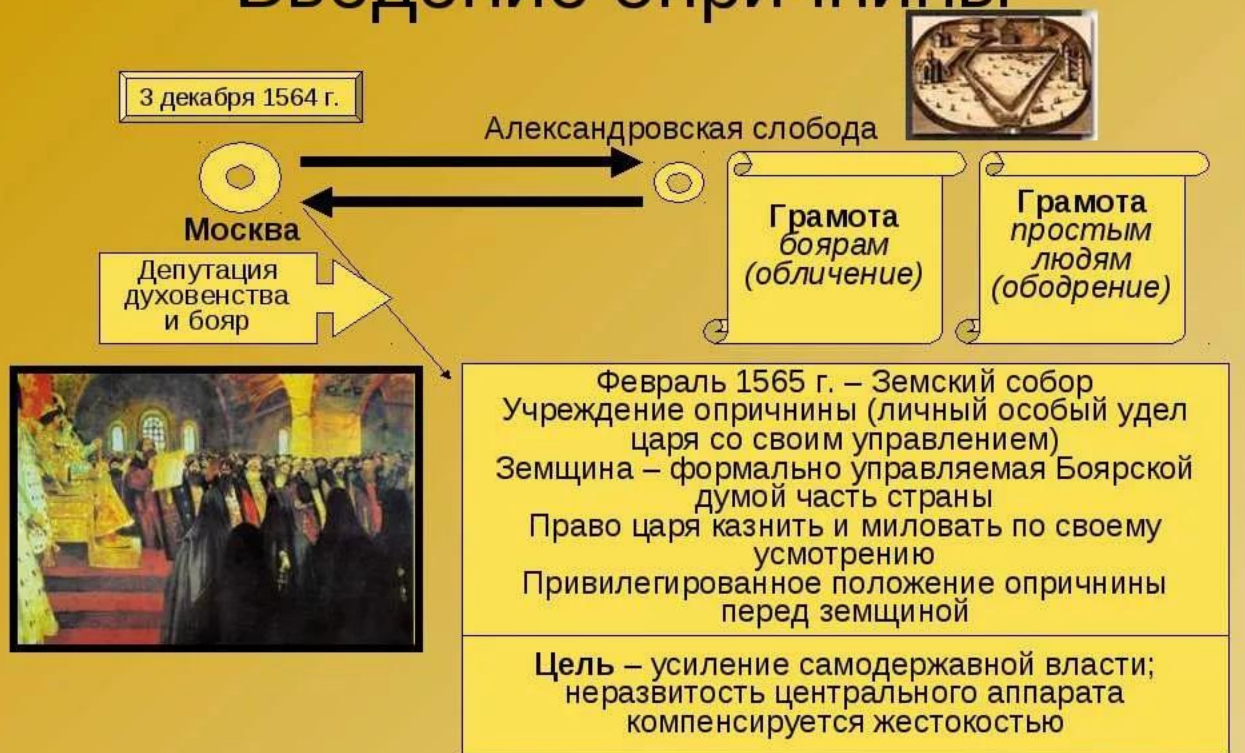 Введение опричнины
3 декабря 1564 г.
Александровская слобода
Москва
Депутация
духовенства
и бояр
Грамота
боярам
(обличение)
Грамота
простым
людям
(ободрение)
Февраль 1565 г. – Земский собор
Учреждение опричнины (личный особый удел
царя со своим управлением)
Земщина – формально управляемая Боярской
думой часть страны
Право царя казнить и миловать по своему
усмотрению
Привилегированное положение опричнины
перед земщиной
Цель – усиление самодержавной власти;
неразвитость центрального аппарата
компенсируется жестокостью